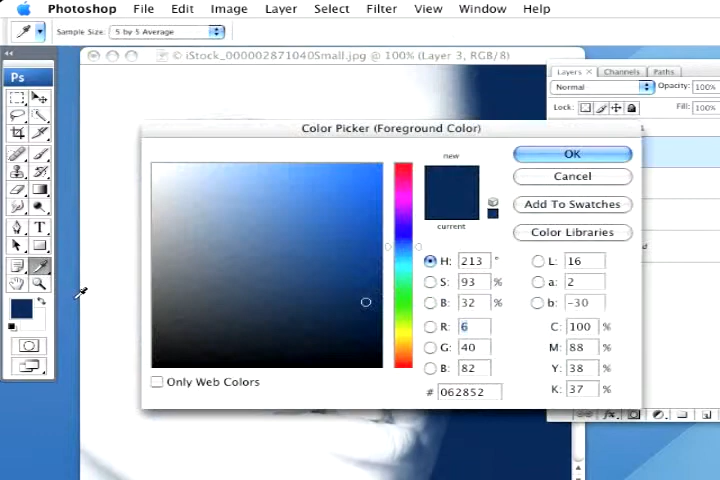 Photoshop File Edit Image Layer Select Filter View Window Help
Sample Size: 5 by 5 Average
© iStock_000002871040Small.jpg @ 100% (Layer 3, RGB/8)
Layers Channels Paths
Normal Opacity: 100%
Lock: Fill: 100%
Ps
Color Picker (Foreground Color)
new
current
OK
Cancel
Add To Swatches
Color Libraries
H: 213 ° L: 16
S: 93 % a: 2
B: 32 % b: -30
R: 6 C: 100 %
G: 40 M: 88 %
B: 82 Y: 38 %
# 062852 K: 37 %
Only Web Colors